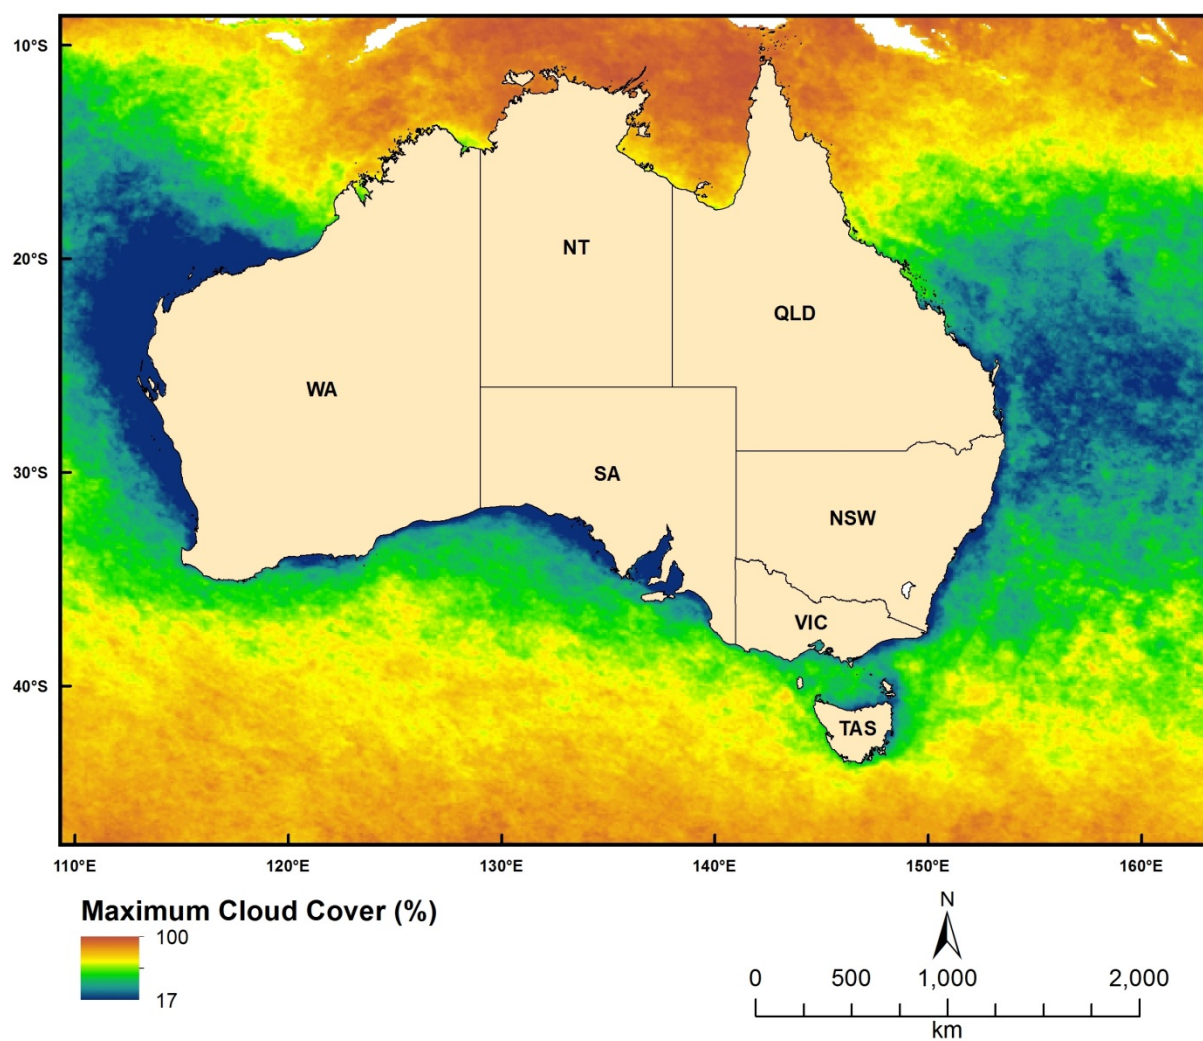 10°S
NT
20°S
QLD
WA
SA
30°S
NSW
VIC
40°S
TAS
110°E 120°E 130°E 140°E 150°E 160°E
Maximum Cloud Cover (%)
100
17
N
0 500 1,000 2,000
km